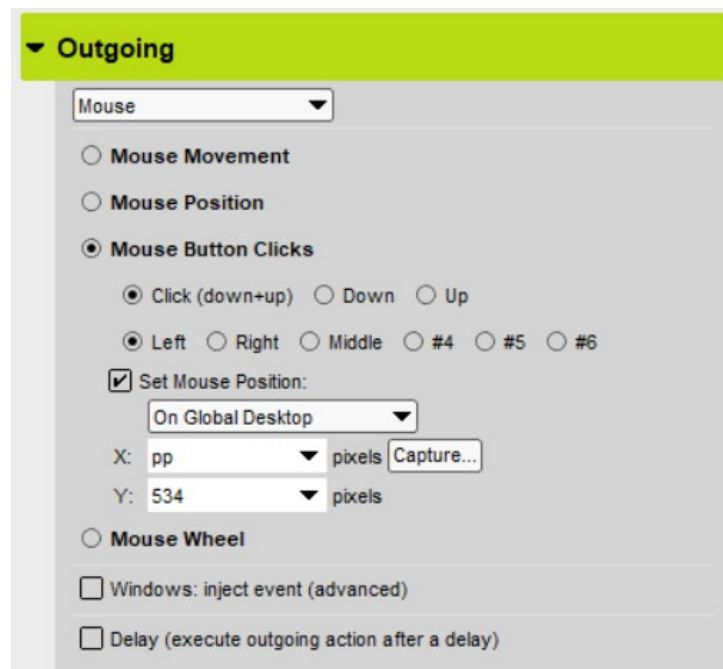 Outgoing
Mouse
Mouse Movement
Mouse Position
Mouse Button Clicks
Click (down+up) Down Up
Left Right Middle #4 #5 #6
Set Mouse Position:
On Global Desktop
X: pp pixels Capture...
Y: 534 pixels
Mouse Wheel
Windows: inject event (advanced)
Delay (execute outgoing action after a delay)